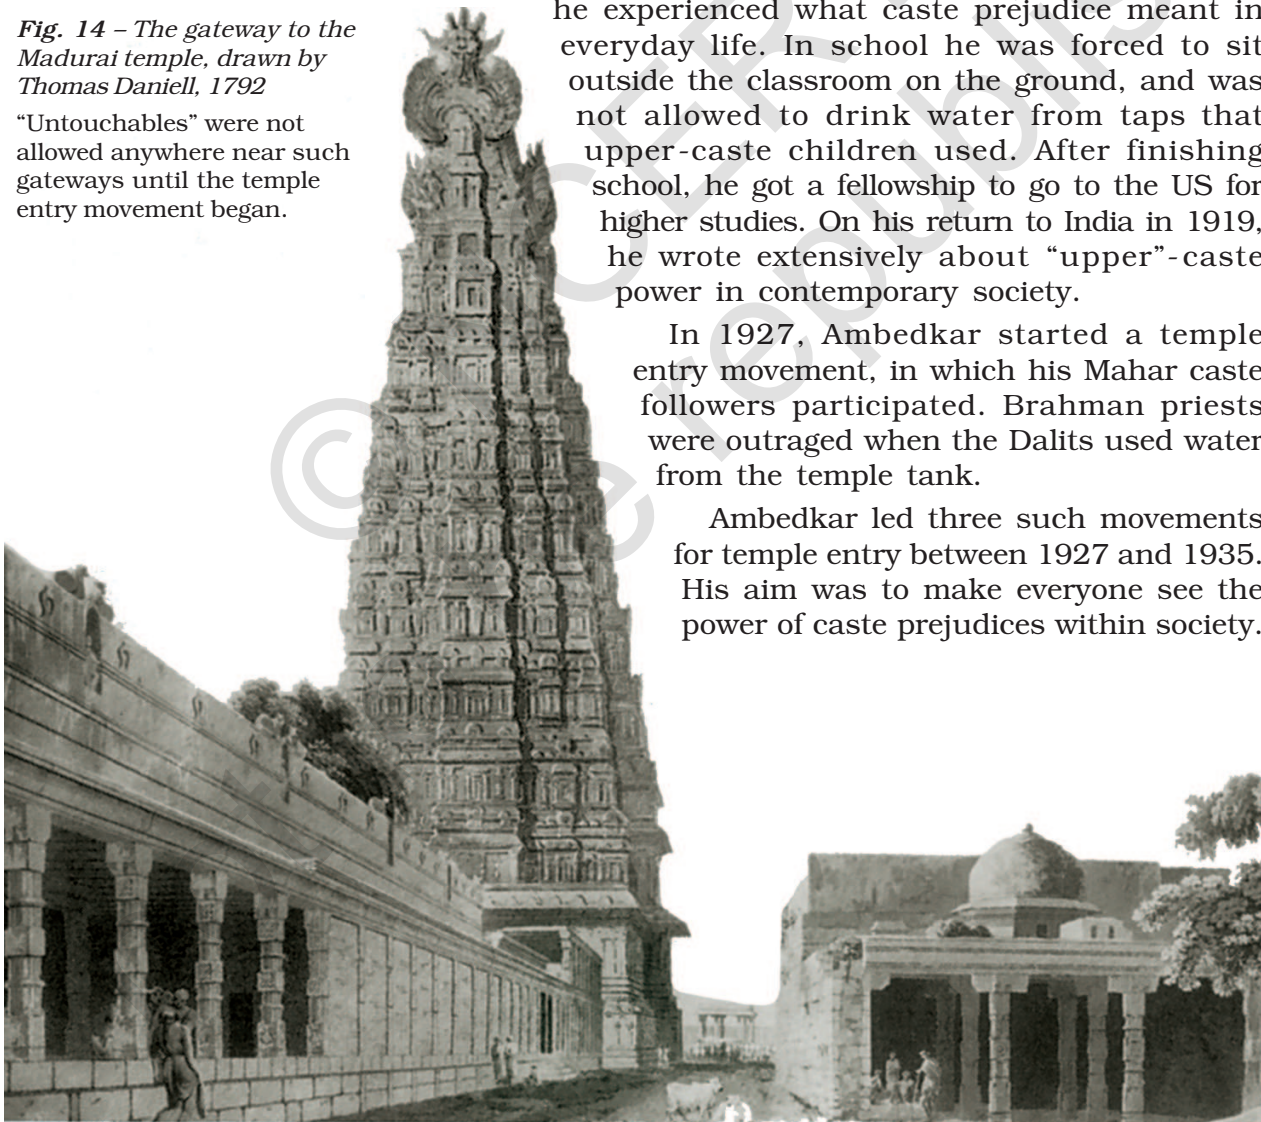 Fig. 14 – The gateway to the
Madurai temple, drawn by
Thomas Daniell, 1792
“Untouchables” were not
allowed anywhere near such
gateways until the temple
entry movement began.
he experienced what caste prejudice meant in
everyday life. In school he was forced to sit
outside the classroom on the ground, and was
not allowed to drink water from taps that
upper-caste children used. After finishing
school, he got a fellowship to go to the US for
higher studies. On his return to India in 1919,
he wrote extensively about “upper”-caste
power in contemporary society.
In 1927, Ambedkar started a temple
entry movement, in which his Mahar caste
followers participated. Brahman priests
were outraged when the Dalits used water
from the temple tank.
Ambedkar led three such movements
for temple entry between 1927 and 1935.
His aim was to make everyone see the
power of caste prejudices within society.